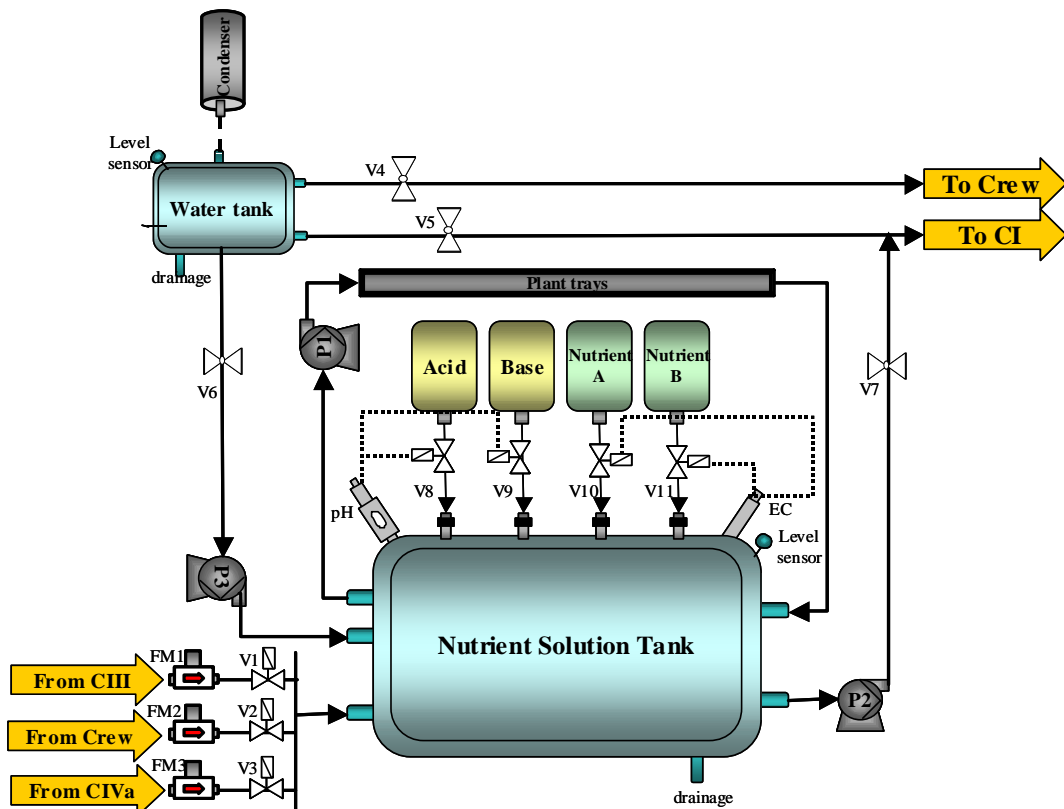 Condenser
Level
sensor
Water tank
drainage
V4
To Crew
V5
To CI
Plant trays
P1
V6
V7
Acid
Base
Nutrient
A
Nutrient
B
V8
V9
V10
V11
pH
EC
Level
sensor
P3
Nutrient Solution Tank
FM1
V1
From CIII
FM2
V2
From Crew
FM3
V3
From CIVa
P2
drainage